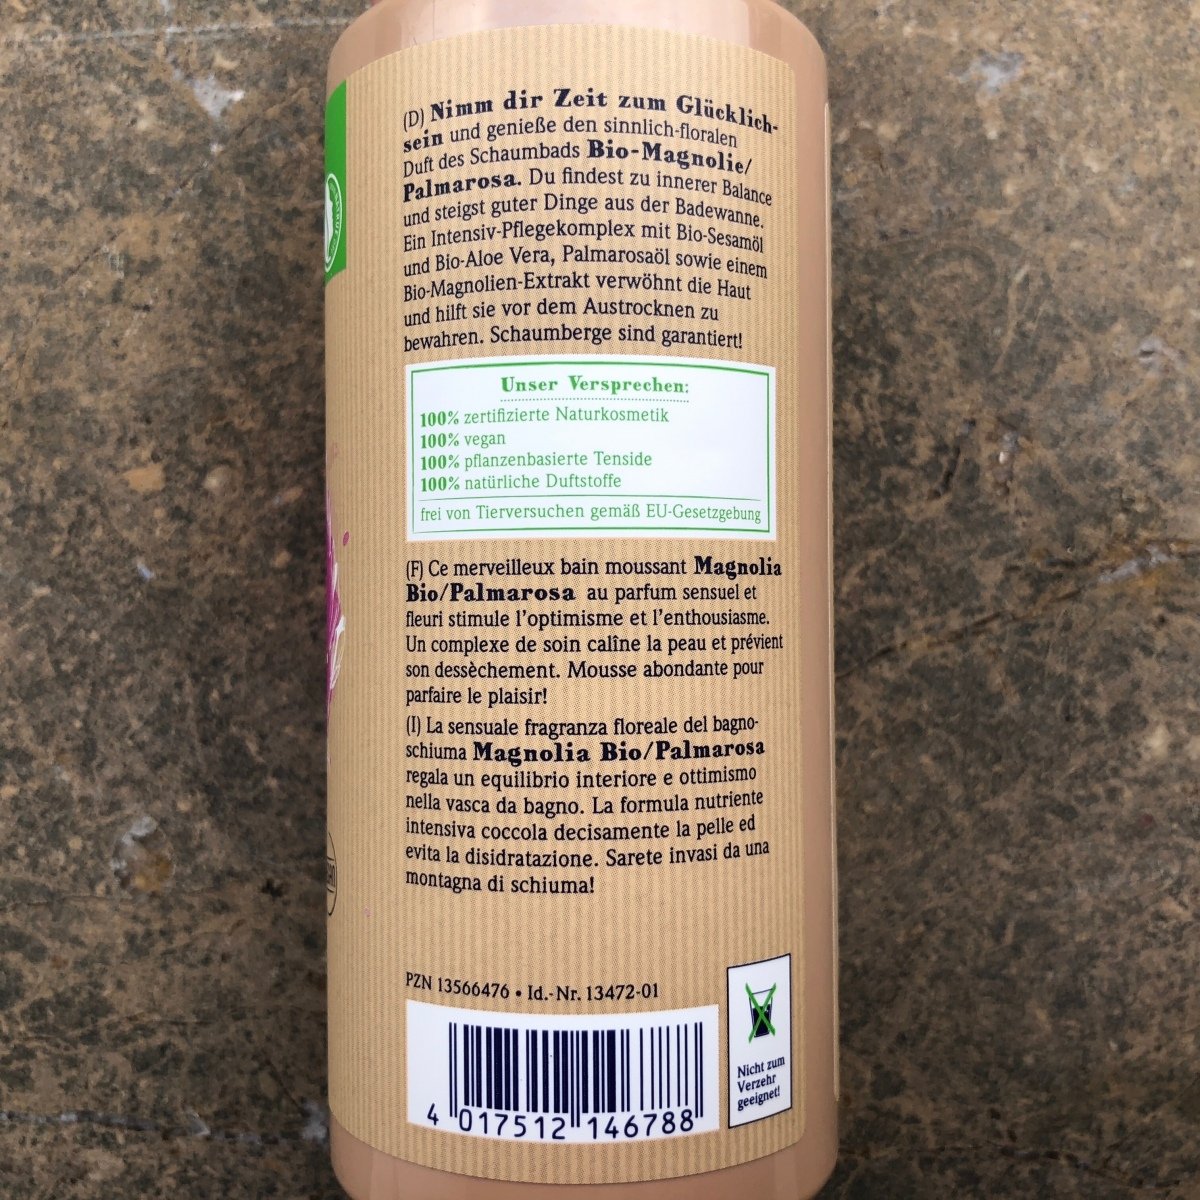 (D) Nimm dir Zeit zum Glücklich-
sein und genieße den sinnlich-floralen
Duft des Schaumbads Bio-Magnolie/
Palmarosa. Du findest zu innerer Balance
und steigst guter Dinge aus der Badewanne.
Ein Intensiv-Pflegekomplex mit Bio-Sesamöl
und Bio-Aloe Vera, Palmarosaöl sowie einem
Bio-Magnolien-Extrakt verwöhnt die Haut
und hilft sie vor dem Austrocknen zu
bewahren. Schaumberge sind garantiert!
Unser Versprechen:
100% zertifizierte Naturkosmetik
100% vegan
100% pflanzenbasierte Tenside
100% natürliche Duftstoffe
frei von Tierversuchen gemäß EU-Gesetzgebung
(F) Ce merveilleux bain moussant Magnolia
Bio/Palmarosa au parfum sensuel et
fleuri stimule l'optimisme et l'enthousiasme.
Un complexe de soin calîne la peau et prévient
son dessèchement. Mousse abondante pour
parfaire le plaisir!
(I) La sensuale fragranza floreale del bagno-
schiuma Magnolia Bio/Palmarosa
regala un equilibrio interiore e ottimismo
nella vasca da bagno. La formula nutriente
intensiva coccola decisamente la pelle ed
evita la disidratazione. Sarete invasi da una
montagna di schiuma!
PZN 13566476 • Id.-Nr. 13472-01
4 017512 146788
Nicht zum
Verzehr
geeignet!